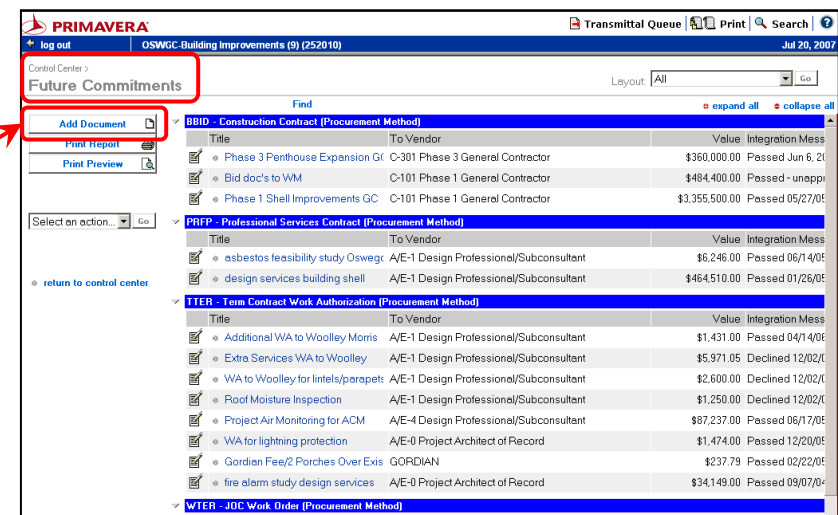 PRIMAVERA Transmittal Queue Print Search
log out OSWGC-Building Improvements (9) (252010) Jul 20, 2007
Control Center >
Future Commitments
Layout: All Go
Find expand all collapse all
Add Document
Print Report
Print Preview
Select an action... Go
return to control center
BBID - Construction Contract (Procurement Method)
Title To Vendor Value Integration Mess
Phase 3 Penthouse Expansion G( C-301 Phase 3 General Contractor $360,000.00 Passed Jun 6, 2(
Bid doc's to WM C-101 Phase 1 General Contractor $484,400.00 Passed - unappr
Phase 1 Shell Improvements GC C-101 Phase 1 General Contractor $3,355,500.00 Passed 05/27/05
PRFP - Professional Services Contract (Procurement Method)
Title To Vendor Value Integration Mess
asbestos feasibility study Osweg( A/E-1 Design Professional/Subconsultant $6,246.00 Passed 06/14/05
design services building shell A/E-1 Design Professional/Subconsultant $464,510.00 Passed 01/26/05
TTER - Term Contract Work Authorization (Procurement Method)
Title To Vendor Value Integration Mess
Additional WA to Woolley Morris A/E-1 Design Professional/Subconsultant $1,431.00 Passed 04/14/06
Extra Services WA to Woolley A/E-1 Design Professional/Subconsultant $5,971.05 Declined 12/02/(
WA to Woolley for lintels/parapets A/E-1 Design Professional/Subconsultant $2,600.00 Declined 12/02/(
Roof Moisture Inspection A/E-1 Design Professional/Subconsultant $1,250.00 Declined 12/02/(
Project Air Monitoring for ACM A/E-4 Design Professional/Subconsultant $87,237.00 Passed 06/17/05
WA for lightning protection A/E-0 Project Architect of Record $1,474.00 Passed 12/20/05
Gordian Fee/2 Porches Over Exis GORDIAN $237.79 Passed 02/22/05
fire alarm study design services A/E-0 Project Architect of Record $34,149.00 Passed 09/07/04
WTER - JOC Work Order (Procurement Method)